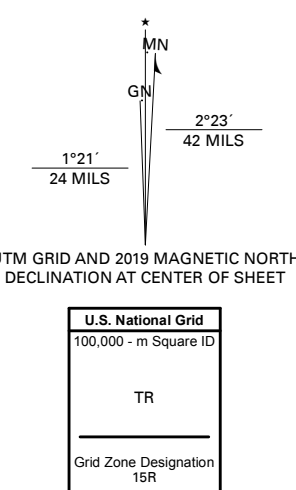 ★
MN
GN
2°23´
42 MILS
1°21´
24 MILS
UTM GRID AND 2019 MAGNETIC NORTH
DECLINATION AT CENTER OF SHEET
U.S. National Grid
100,000 - m Square ID
TR
Grid Zone Designation
15R